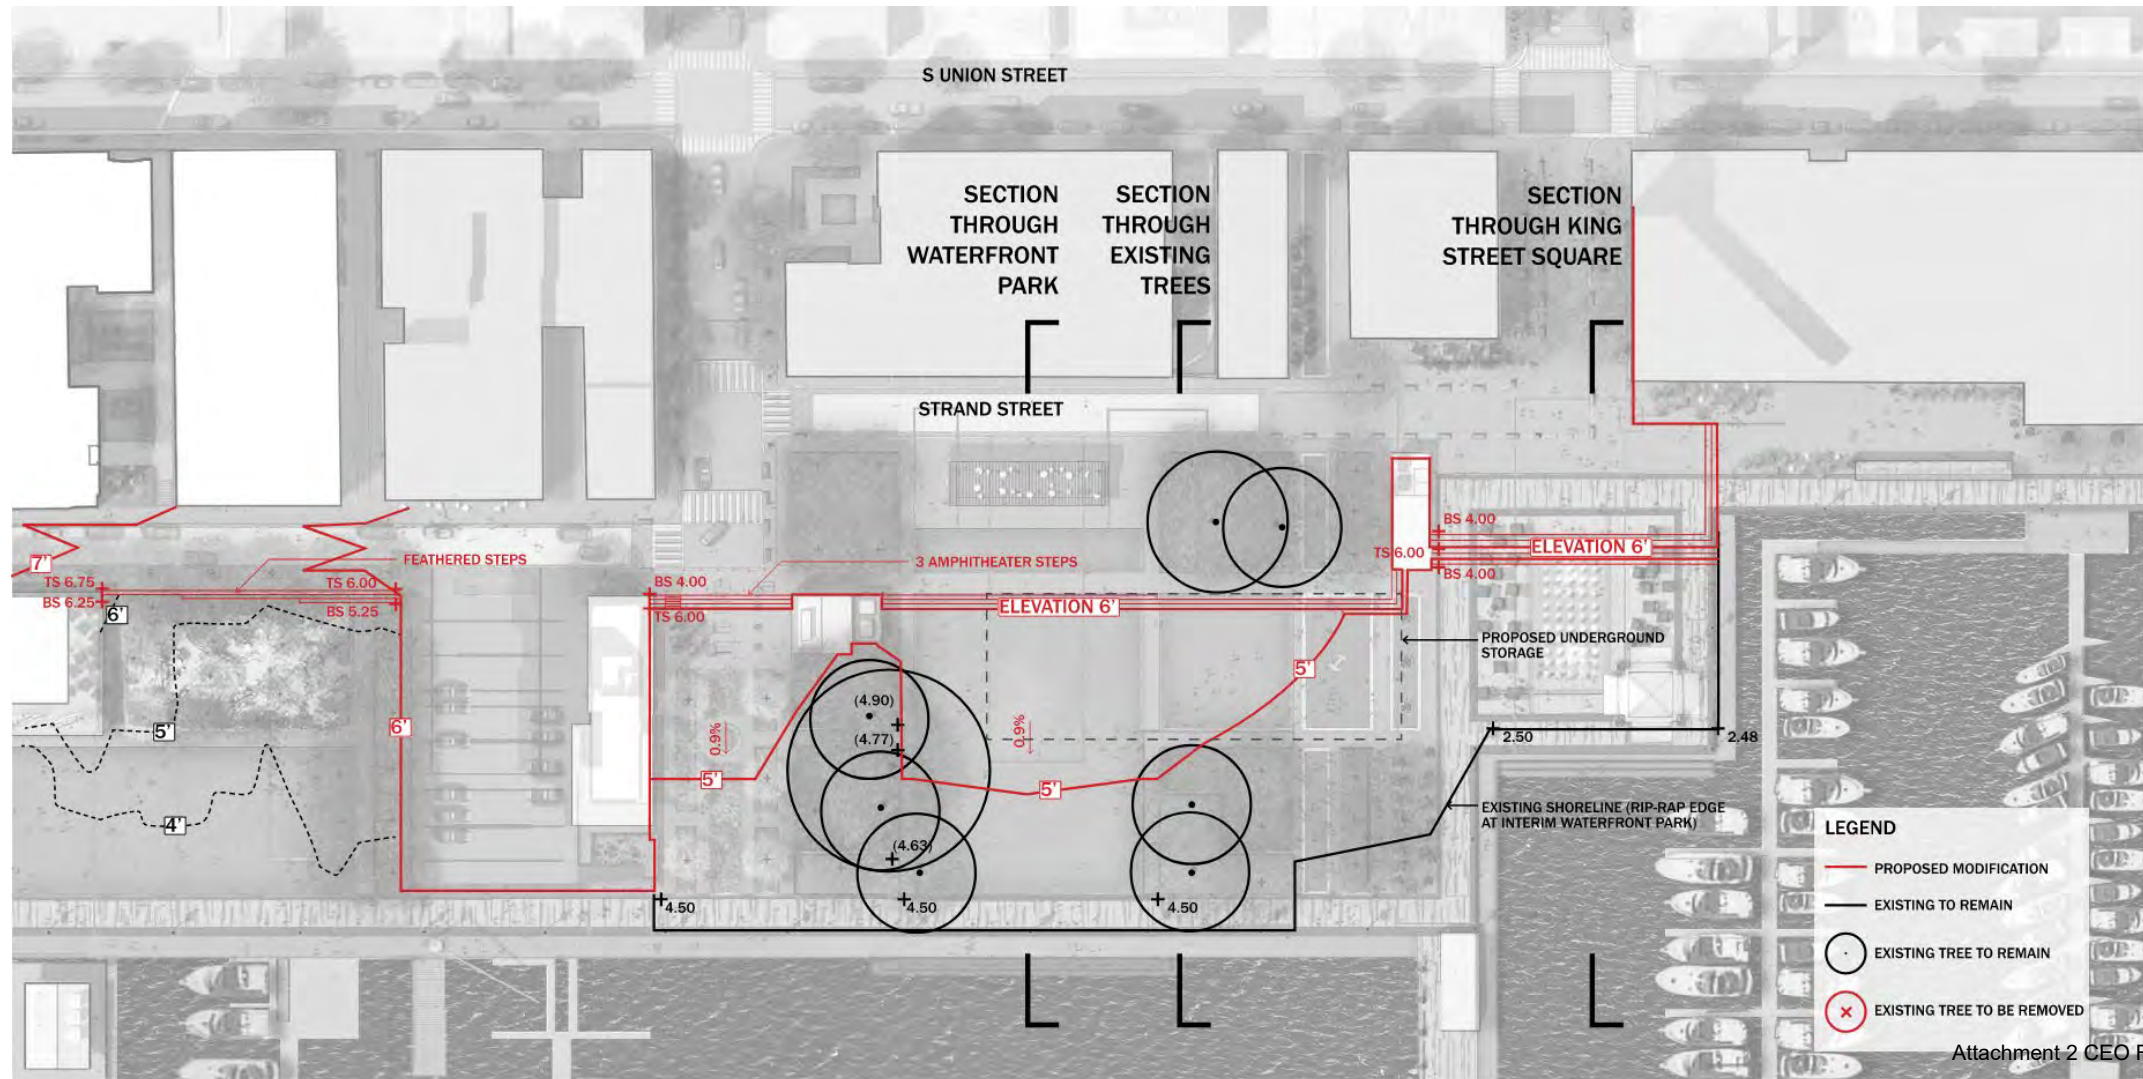 S UNION STREET
SECTION
THROUGH
WATERFRONT
PARK
SECTION
THROUGH
EXISTING
TREES
SECTION
THROUGH KING
STREET SQUARE
STRAND STREET
7'
FEATHERED STEPS
TS 6.75
BS 6.25
6'
TS 6.00
BS 5.25
BS 4.00
TS 6.00
3 AMPHITHEATER STEPS
ELEVATION 6'
BS 4.00
TS 6.00
BS 4.00
ELEVATION 6'
PROPOSED UNDERGROUND
STORAGE
5'
4'
6'
5'
0.9%
(4.90)
(4.77)
(4.63)
0.9%
5'
5'
2.50
2.48
EXISTING SHORELINE (RIP-RAP EDGE
AT INTERIM WATERFRONT PARK)
4.50
4.50
4.50
LEGEND
PROPOSED MODIFICATION
EXISTING TO REMAIN
EXISTING TREE TO REMAIN
EXISTING TREE TO BE REMOVED
Attachment 2 CEO